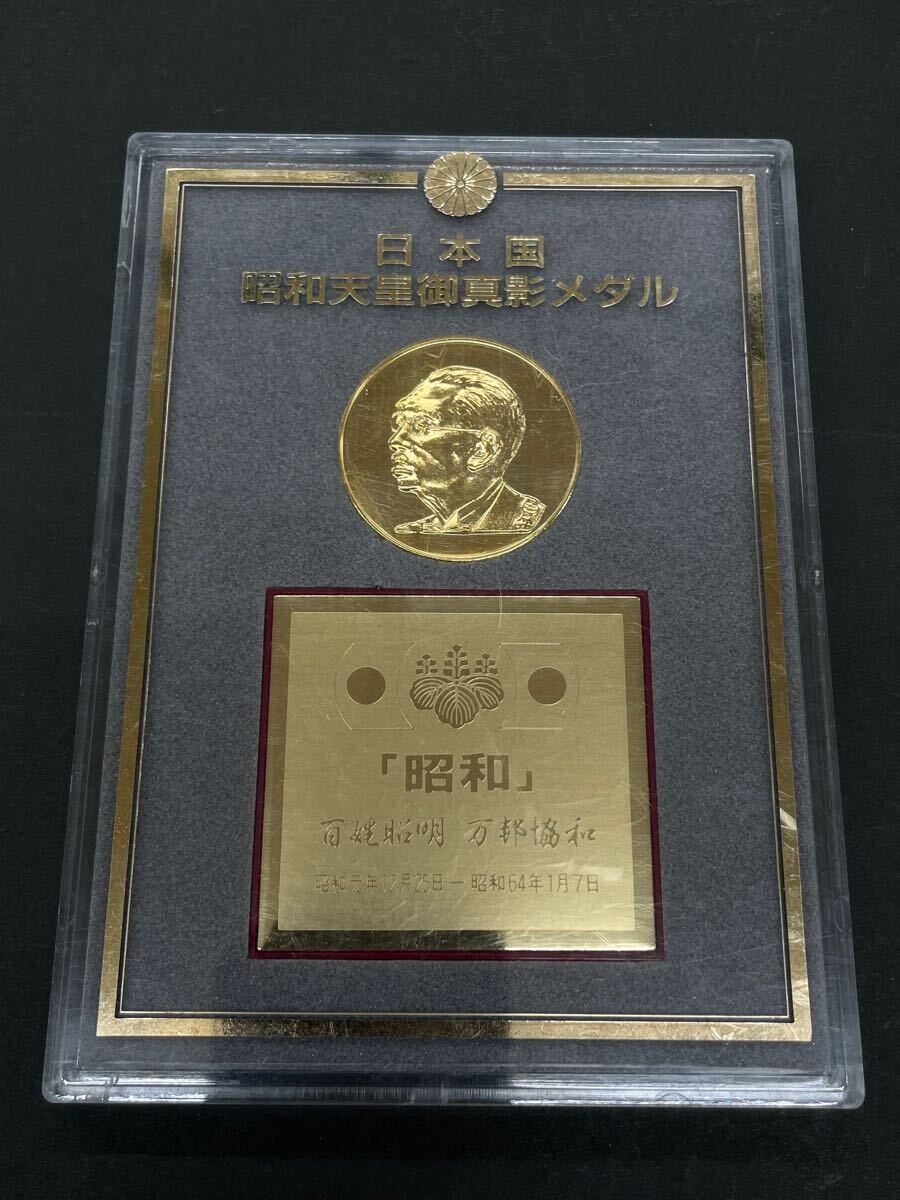 日本国
昭和天皇御真影メダル
「昭和」
百姓昭明 万邦協和
昭和元年12月25日ー昭和64年1月7日